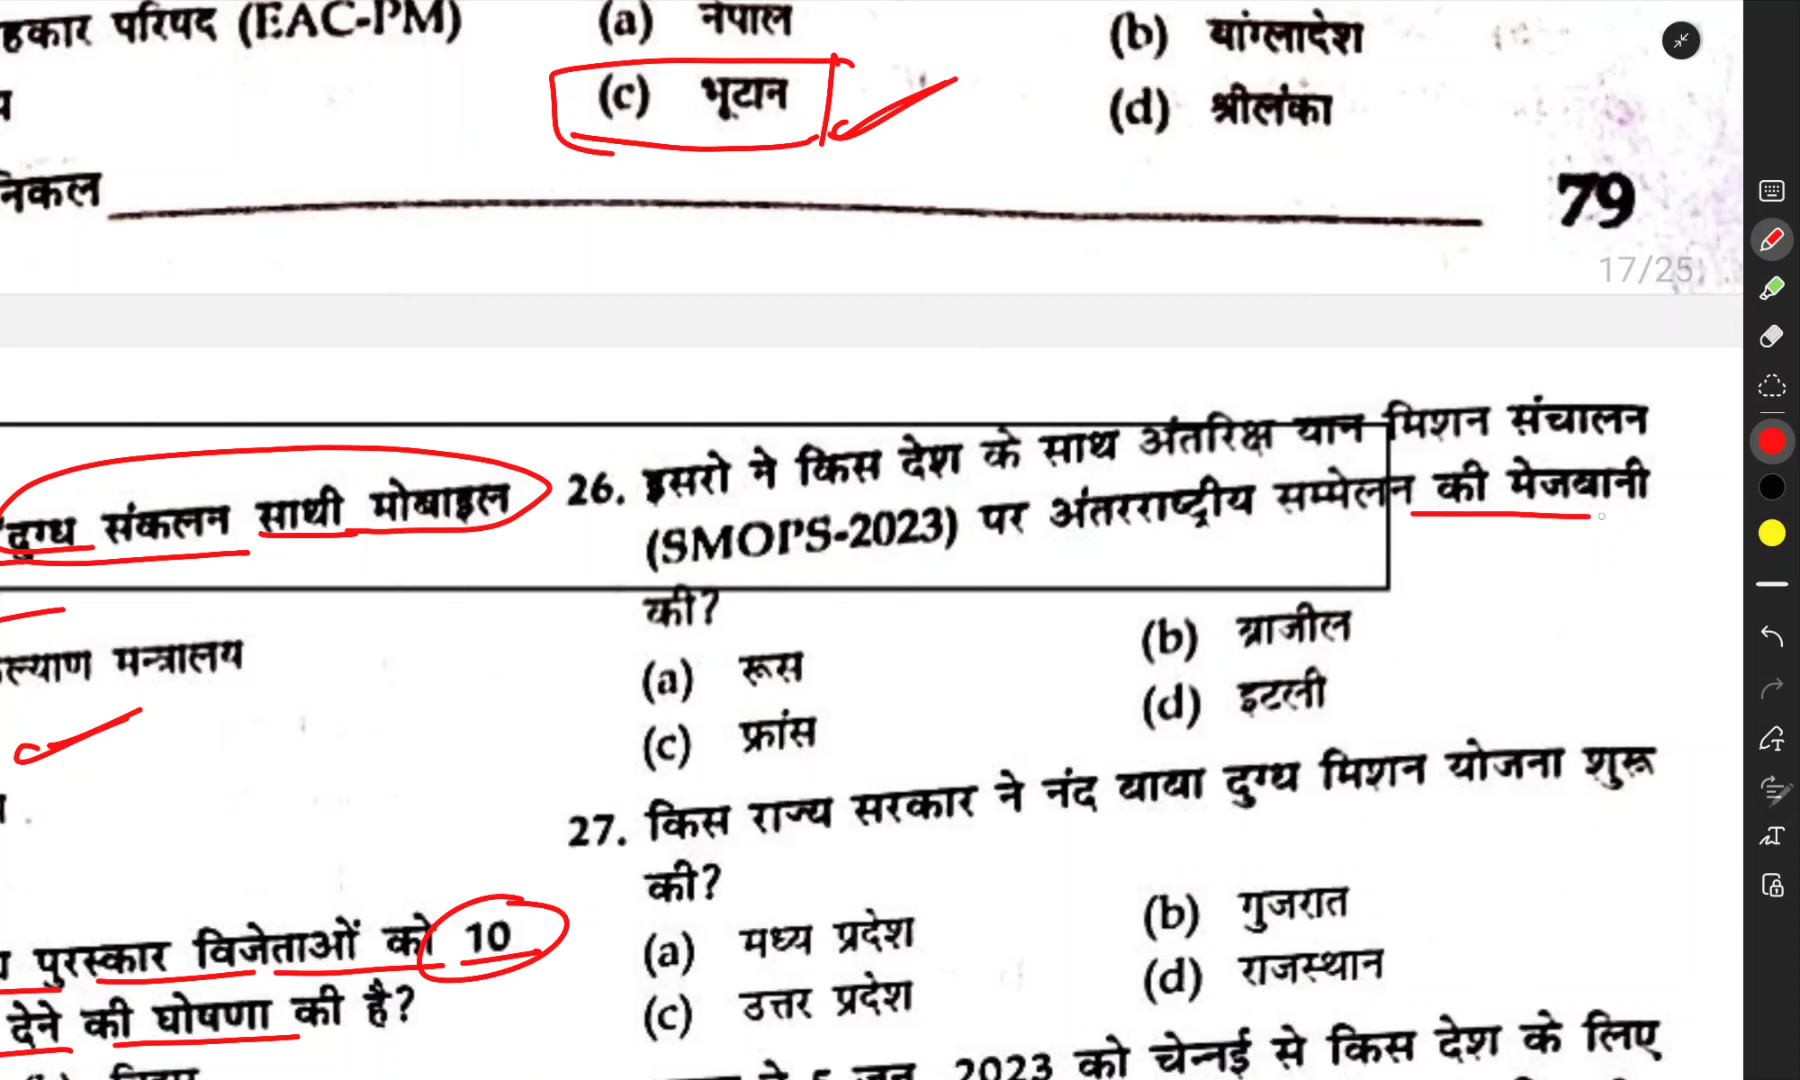 हकार परिषद (EAC-PM)
निकल
(a) नेपाल
(b) बांग्लादेश
(c) भूटान
(d) श्रीलंका
79
17/25
दुग्ध संकलन साथी मोबाइल
ल्याण मन्त्रालय
पुरस्कार विजेताओं को 10
देने की घोषणा की है?
26. इसरो ने किस देश के साथ अंतरिक्ष यान मिशन संचालन
(SMOPS-2023) पर अंतरराष्ट्रीय सम्मेलन की मेजबानी
की?
(a) रूस
(b) ब्राजील
(c) फ्रांस
(d) इटली
27. किस राज्य सरकार ने नंद बाबा दुग्ध मिशन योजना शुरू
की?
(a) मध्य प्रदेश
(b) गुजरात
(c) उत्तर प्रदेश
(d) राजस्थान
2023 को चेन्नई से किस देश के लिए